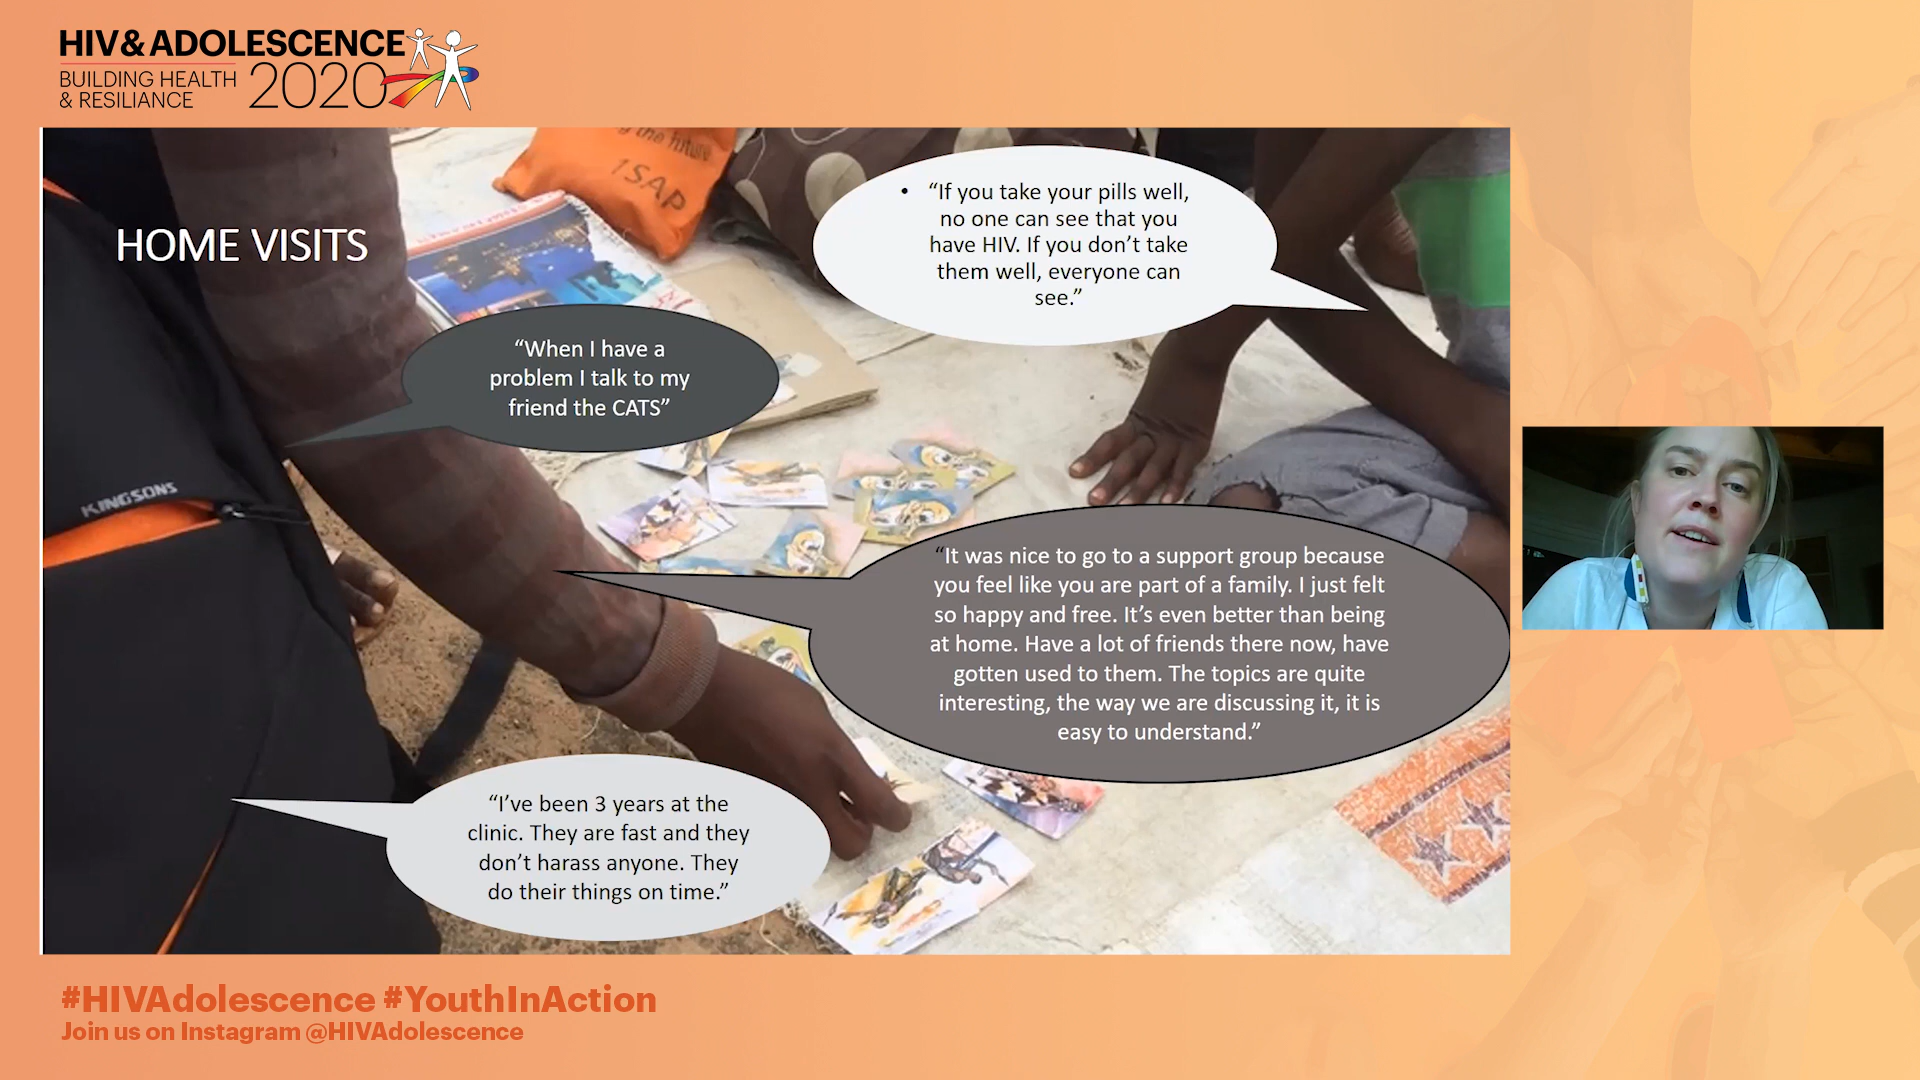 HIV & ADOLESCENCE
BUILDING HEALTH
& RESILIANCE
2020
HOME VISITS
g the future
ISAP
• “If you take your pills well,
no one can see that you
have HIV. If you don’t take
them well, everyone can
see.”
“When I have a
problem I talk to my
friend the CATS”
KINGSONS
“It was nice to go to a support group because
you feel like you are part of a family. I just felt
so happy and free. It’s even better than being
at home. Have a lot of friends there now, have
gotten used to them. The topics are quite
interesting, the way we are discussing it, it is
easy to understand.”
“I’ve been 3 years at the
clinic. They are fast and they
don’t harass anyone. They
do their things on time.”
#HIVAdolescence #YouthInAction
Join us on Instagram @HIVAdolescence